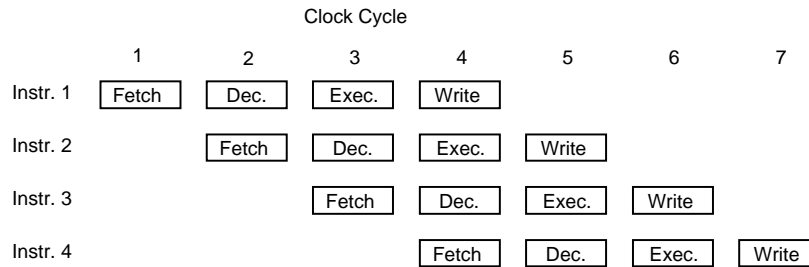 Clock Cycle
1 2 3 4 5 6 7
Instr. 1 Fetch Dec. Exec. Write
Instr. 2 Fetch Dec. Exec. Write
Instr. 3 Fetch Dec. Exec. Write
Instr. 4 Fetch Dec. Exec. Write